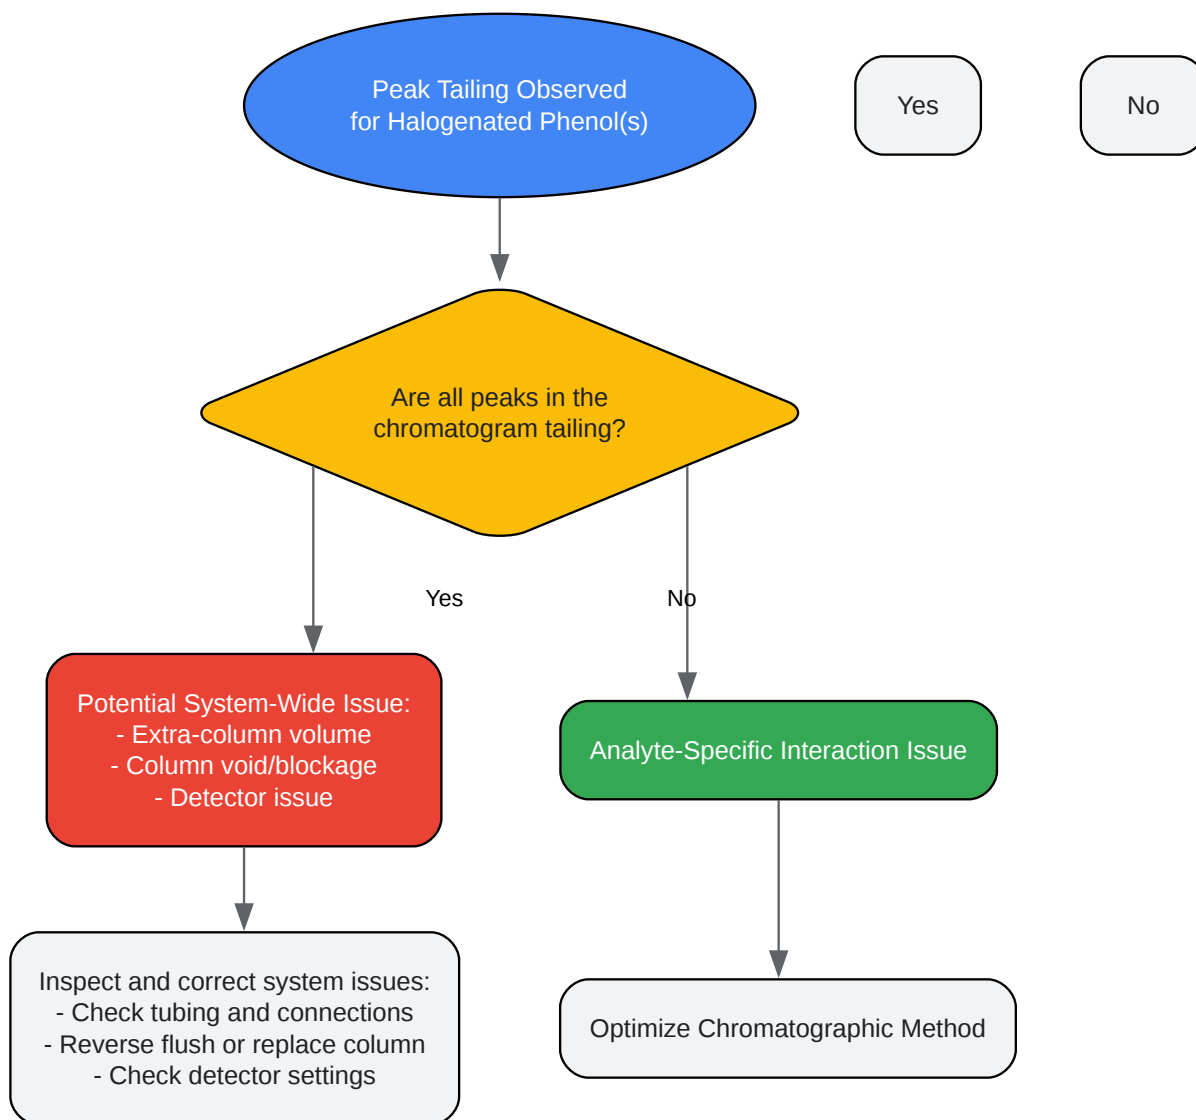 Peak Tailing Observed
for Halogenated Phenol(s)
Yes
No
Are all peaks in the
chromatogram tailing?
Yes
No
Potential System-Wide Issue:
- Extra-column volume
- Column void/blockage
- Detector issue
Analyte-Specific Interaction Issue
Inspect and correct system issues:
- Check tubing and connections
- Reverse flush or replace column
- Check detector settings
Optimize Chromatographic Method